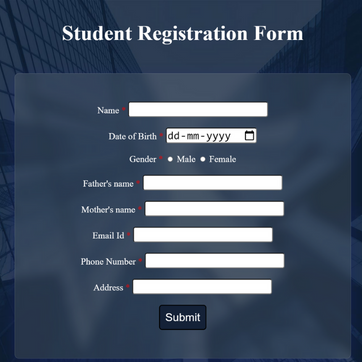 Student Registration Form
Name *
Date of Birth * dd-mm-yyyy
Gender * Male Female
Father's name *
Mother's name *
Email Id *
Phone Number *
Address *
Submit